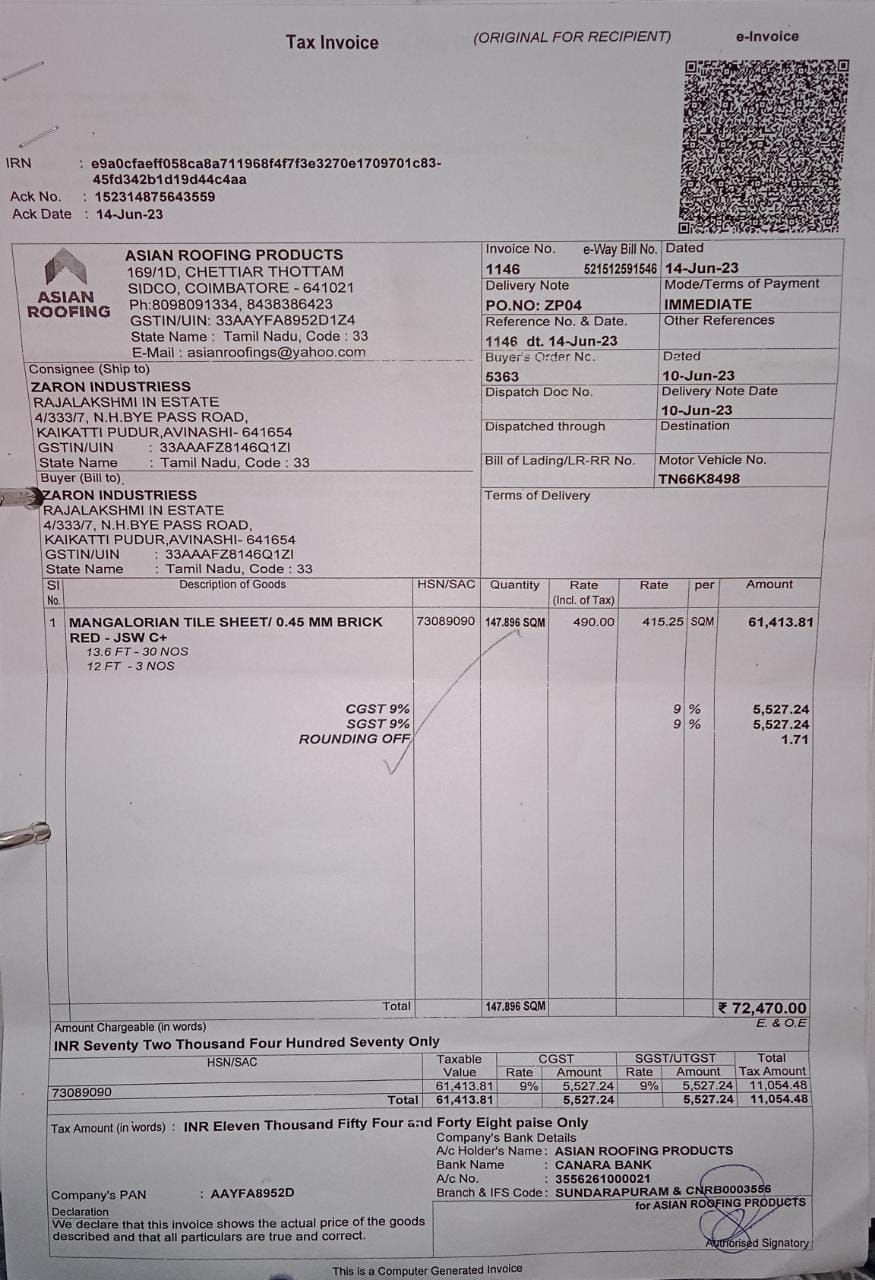 Tax Invoice
(ORIGINAL FOR RECIPIENT)
e-Invoice
IRN : e9a0cfaeff058ca8a711968f4f7f3e3270e1709701c83-
45fd342b1d19d44c4aa
Ack No. : 152314875643559
Ack Date : 14-Jun-23
ASIAN
ROOFING
ASIAN ROOFING PRODUCTS
169/1D, CHETTIAR THOTTAM
SIDCO, COIMBATORE - 641021
Ph:8098091334, 8438386423
GSTIN/UIN: 33AAYFA8952D1Z4
State Name : Tamil Nadu, Code : 33
E-Mail : asianroofings@yahoo.com
Invoice No. e-Way Bill No. Dated
1146 521512591546 14-Jun-23
Delivery Note Mode/Terms of Payment
PO.NO: ZP04 IMMEDIATE
Reference No. & Date. Other References
1146 dt. 14-Jun-23
Buyer's Order No. Dated
5363 10-Jun-23
Dispatch Doc No. Delivery Note Date
10-Jun-23
Dispatched through Destination
Bill of Lading/LR-RR No. Motor Vehicle No.
TN66K8498
Terms of Delivery
Consignee (Ship to)
ZARON INDUSTRIESS
RAJALAKSHMI IN ESTATE
4/333/7, N.H.BYE PASS ROAD,
KAIKATTI PUDUR,AVINASHI- 641654
GSTIN/UIN : 33AAAFZ8146Q1ZI
State Name : Tamil Nadu, Code : 33
Buyer (Bill to)
ZARON INDUSTRIESS
RAJALAKSHMI IN ESTATE
4/333/7, N.H.BYE PASS ROAD,
KAIKATTI PUDUR,AVINASHI- 641654
GSTIN/UIN : 33AAAFZ8146Q1ZI
State Name : Tamil Nadu, Code : 33
Sl Description of Goods HSN/SAC Quantity Rate Rate per Amount
No. (Incl. of Tax)
1 MANGALORIAN TILE SHEET/ 0.45 MM BRICK 73089090 147.896 SQM 490.00 415.25 SQM 61,413.81
RED - JSW C+
13.6 FT - 30 NOS
12 FT - 3 NOS
CGST 9% 9 % 5,527.24
SGST 9% 9 % 5,527.24
ROUNDING OFF 1.71
Total 147.896 SQM ₹ 72,470.00
Amount Chargeable (in words) E. & O.E
INR Seventy Two Thousand Four Hundred Seventy Only
HSN/SAC Taxable CGST SGST/UTGST Total
Value Rate Amount Rate Amount Tax Amount
73089090 61,413.81 9% 5,527.24 9% 5,527.24 11,054.48
Total 61,413.81 5,527.24 5,527.24 11,054.48
Tax Amount (in words) : INR Eleven Thousand Fifty Four and Forty Eight paise Only
Company's Bank Details
A/c Holder's Name : ASIAN ROOFING PRODUCTS
Bank Name : CANARA BANK
A/c No. : 3556261000021
Company's PAN : AAYFA8952D
Branch & IFS Code : SUNDARAPURAM & CNRB0003556
Declaration
We declare that this invoice shows the actual price of the goods
described and that all particulars are true and correct.
for ASIAN ROOFING PRODUCTS
Authorised Signatory
This is a Computer Generated Invoice